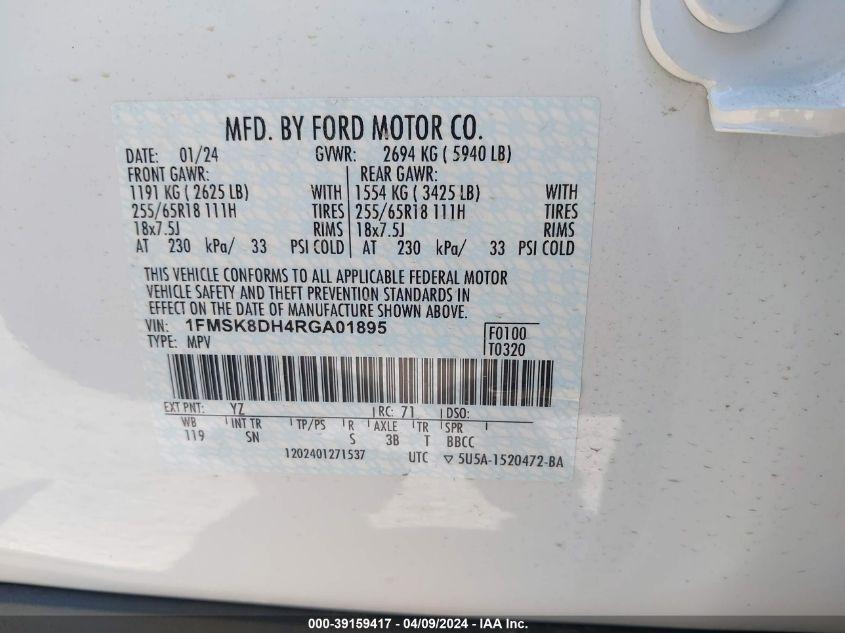 MFD. BY FORD MOTOR CO.
DATE: 01/24 GVWR: 2694 KG ( 5940 LB)
FRONT GAWR: REAR GAWR:
1191 KG ( 2625 LB) WITH 1554 KG ( 3425 LB) WITH
255/65R18 111H TIRES 255/65R18 111H TIRES
18x7.5J RIMS 18x7.5J RIMS
AT 230 kPa/ 33 PSI COLD AT 230 kPa/ 33 PSI COLD
THIS VEHICLE CONFORMS TO ALL APPLICABLE FEDERAL MOTOR
VEHICLE SAFETY AND THEFT PREVENTION STANDARDS IN
EFFECT ON THE DATE OF MANUFACTURE SHOWN ABOVE.
VIN: 1FMSK8DH4RGA01895
TYPE: MPV
F0100
T0320
EXT PNT: YZ RC: 71 DSO:
WB INT TR TP/PS R AXLE TR SPR
119 SN S 3B T BBCC
1202401271537 UTC ▽ 5U5A-1520472-BA
000-39159417 - 04/09/2024 - IAA Inc.